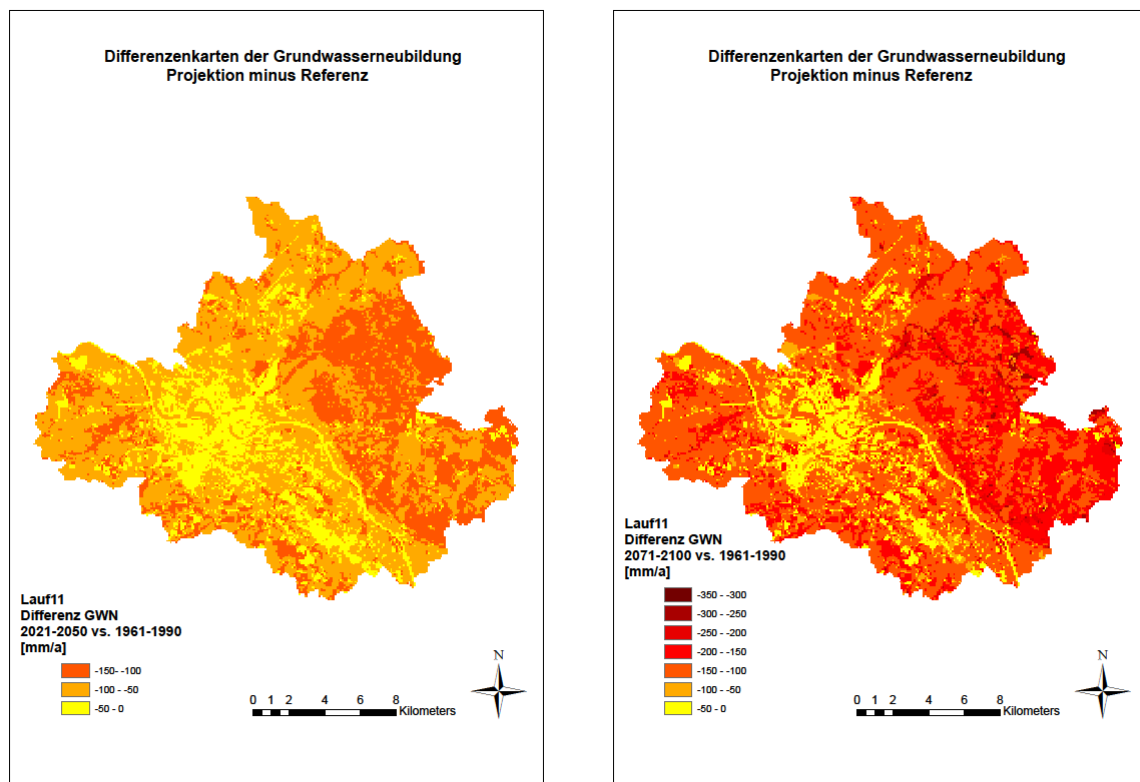 Differenzenkarten der Grundwasserneubildung
Projektion minus Referenz
Lauf11
Differenz GWN
2021-2050 vs. 1961-1990
[mm/a]
-150- -100
-100 - -50
-50 - 0
0 1 2 4 6 8
Kilometers
N
Differenzenkarten der Grundwasserneubildung
Projektion minus Referenz
Lauf11
Differenz GWN
2071-2100 vs. 1961-1990
[mm/a]
-350 - -300
-300 - -250
-250 - -200
-200 - -150
-150 - -100
-100 - -50
-50 - 0
0 1 2 4 6 8
Kilometers
N